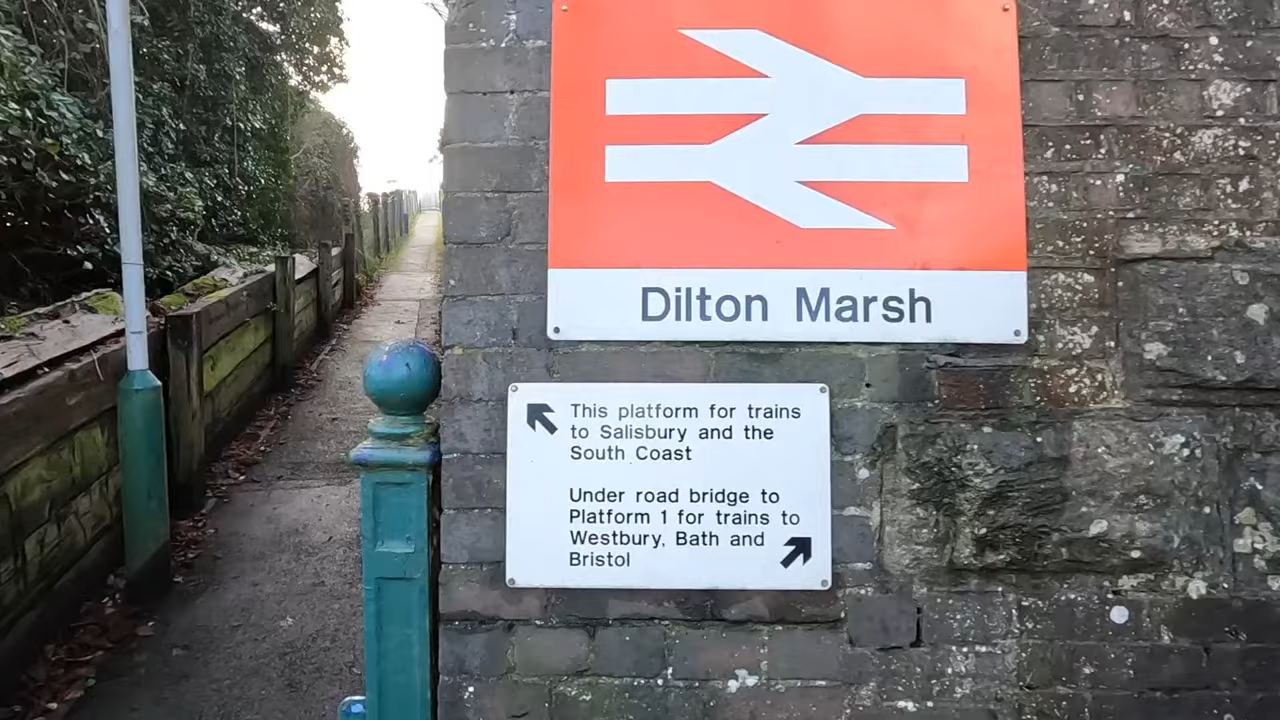 Dilton Marsh
This platform for trains
to Salisbury and the
South Coast
Under road bridge to
Platform 1 for trains to
Westbury, Bath and
Bristol